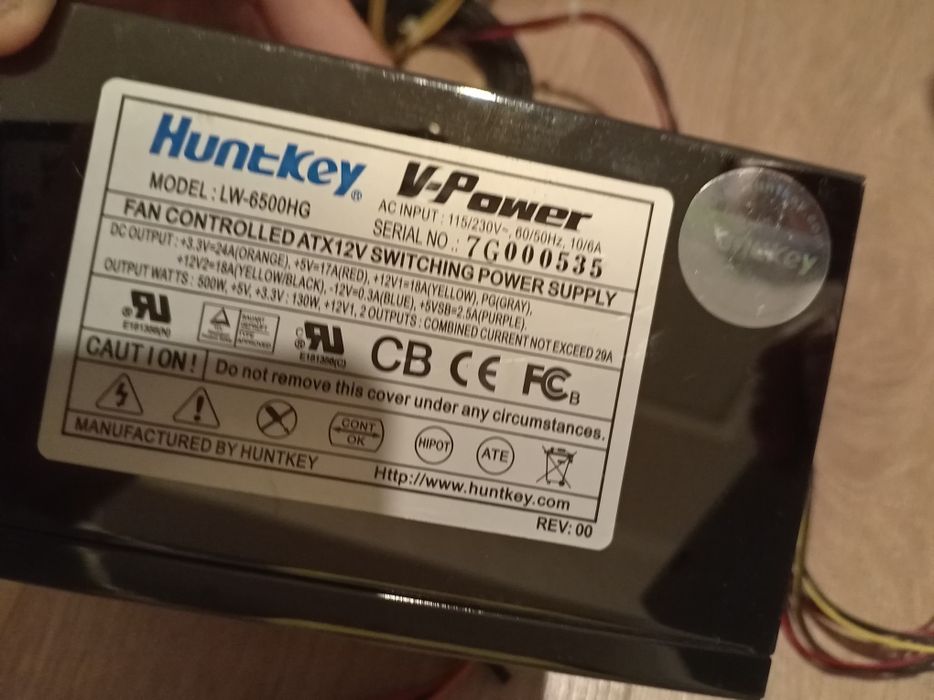 Huntkey®
V-Power
MODEL : LW-6500HG
AC INPUT : 115/230V~, 60/50Hz, 10/6A
SERIAL NO.: 7G000535
FAN CONTROLLED ATX12V SWITCHING POWER SUPPLY
DC OUTPUT : +3.3V=24A(ORANGE), +5V=17A(RED), +12V1=18A(YELLOW), PG(GRAY),
+12V2=18A(YELLOW/BLACK), -12V=0.3A(BLUE), +5VSB=2.5A(PURPLE).
OUTPUT WATTS : 500W, +5V, +3.3V : 130W, +12V1, 2 OUTPUTS : COMBINED CURRENT NOT EXCEED 29A
E181356(N)
E181356(C)
CB CE FC B
CAUTION! Do not remove this cover under any circumstances.
CONT.
OK
HIPOT
ATE
MANUFACTURED BY HUNTKEY
Http://www.huntkey.com
REV: 00
Huntkey